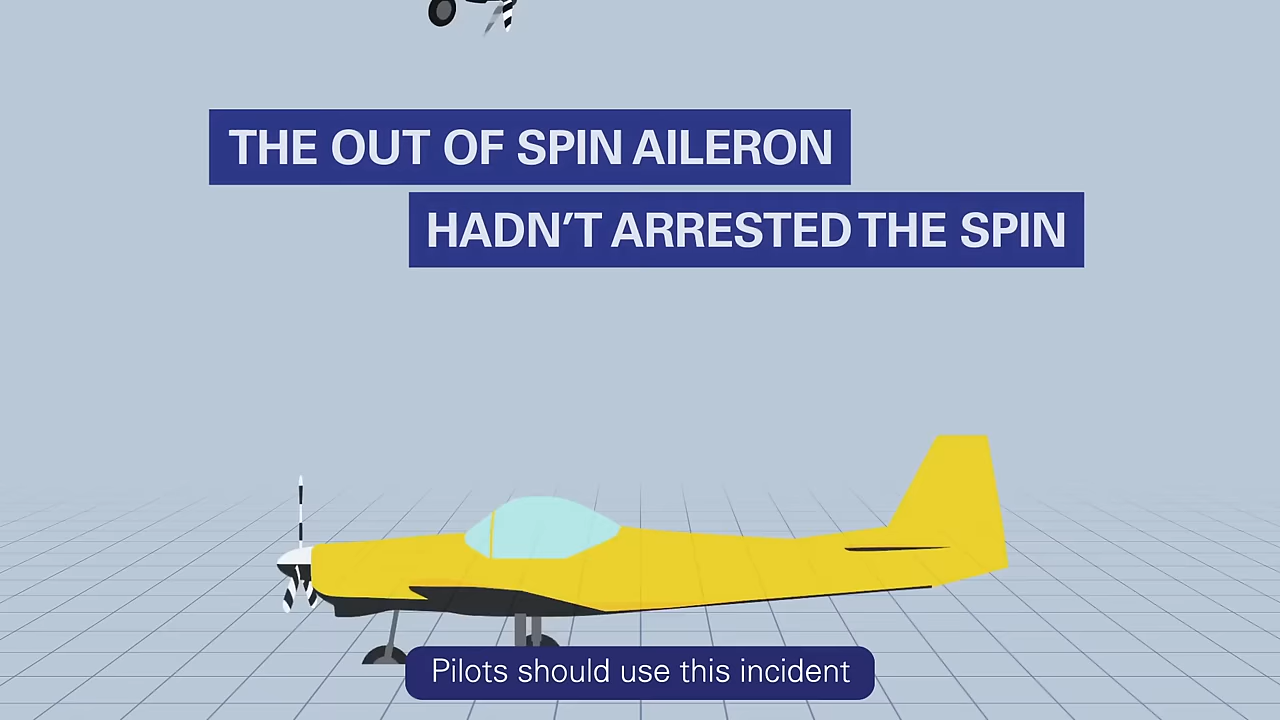 THE OUT OF SPIN AILERON
HADN’T ARRESTED THE SPIN
Pilots should use this incident